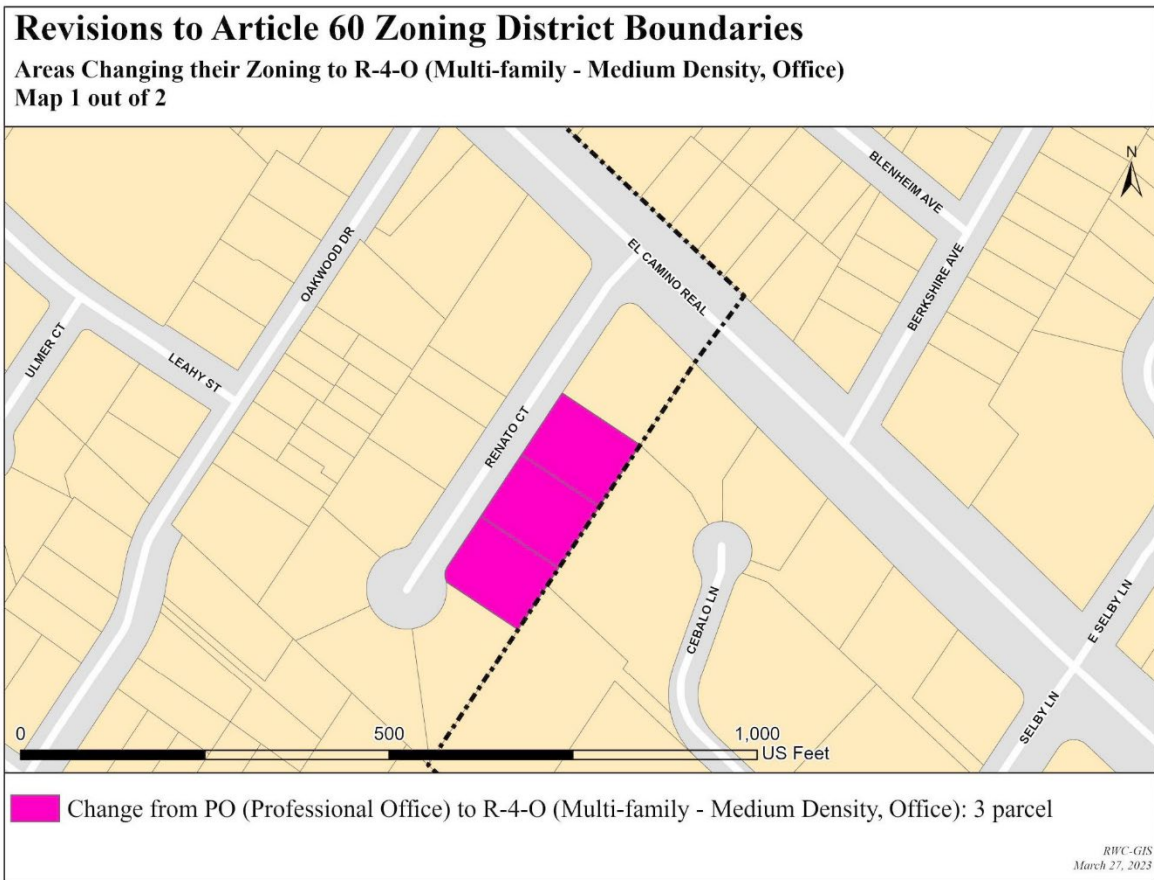 Revisions to Article 60 Zoning District Boundaries
Areas Changing their Zoning to R-4-O (Multi-family - Medium Density, Office)
Map 1 out of 2
N
BLENHEIM AVE
OAKWOOD DR
EL CAMINO REAL
BERKSHIRE AVE
ULMER CT
LEAHY ST
RENATO CT
CEBALO LN
E SELBY LN
SELBY LN
0
500
1,000
US Feet
Change from PO (Professional Office) to R-4-O (Multi-family - Medium Density, Office): 3 parcel
RWC-GIS
March 27, 2023